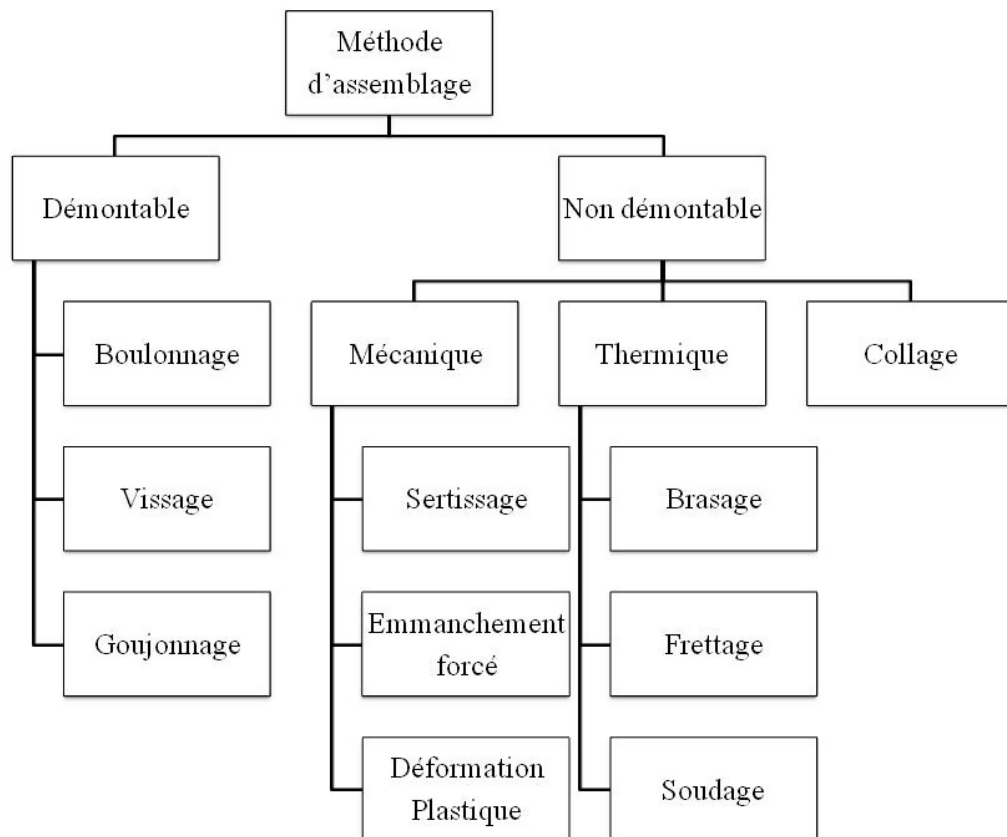 Méthode
d’assemblage
Démontable
Non démontable
Boulonnage
Mécanique
Thermique
Collage
Vissage
Sertissage
Brasage
Goujonnage
Emmanchement
forcé
Frettage
Déformation
Plastique
Soudage